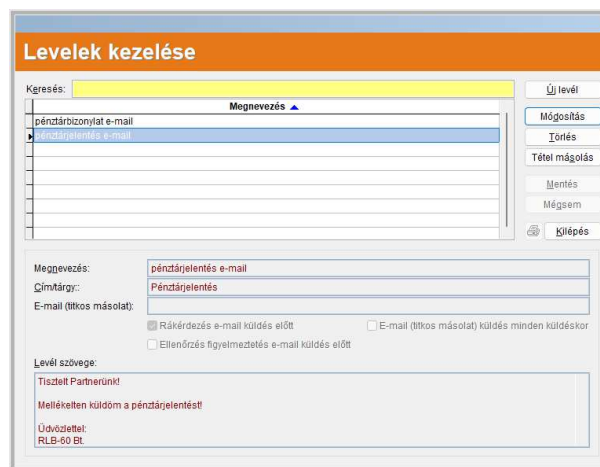 Levelek kezelése
Keresés:
Új levél
Megnevezés
Módosítás
pénztárbizonylat e-mail
pénztárjelentés e-mail
Törlés
Tétel másolás
Mentés
Mégsem
Kilépés
Megnevezés: pénztárjelentés e-mail
Cím/tárgy:: Pénztárjelentés
E-mail (titkos másolat):
Rákérdezés e-mail küldés előtt E-mail (titkos másolat) küldés minden küldéskor
Ellenőrzés figyelmeztetés e-mail küldés előtt
Levél szövege:
Tisztelt Partnerünk!
Mellékelten küldöm a pénztárjelentést!
Üdvözlettel:
RLB-60 Bt.